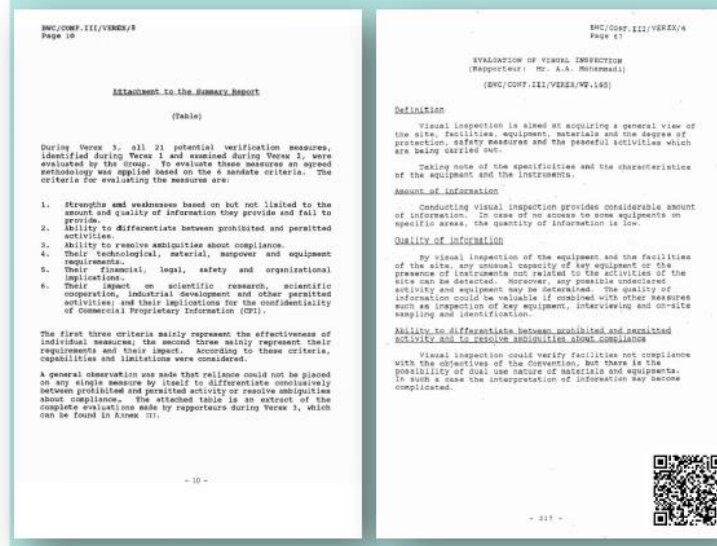 BWC/CONF.III/VEREX/8
Page 10
Attachment to the Summary Report
(Table)
During Verex 3, all 21 potential verification measures,
identified during Verex 1 and examined during Verex 2, were
evaluated by the Group. To evaluate these measures an agreed
methodology was applied based on the 6 mandate criteria. The
criteria for evaluating the measures are:
1. Strengths and weaknesses based on but not limited to the
amount and quality of information they provide and fail to
provide.
2. Ability to differentiate between prohibited and permitted
activities.
3. Ability to resolve ambiguities about compliance.
4. Their technological, material, manpower and equipment
requirements.
5. Their financial, legal, safety and organizational
implications.
6. Their impact on scientific research, scientific
cooperation, industrial development and other permitted
activities; and their implications for the confidentiality
of Commercial Proprietary Information (CPI).
The first three criteria mainly represent the effectiveness of
individual measures; the second three mainly represent their
requirements and their impact. According to these criteria,
capabilities and limitations were considered.
A general observation was made that reliance could not be placed
on any single measure by itself to differentiate conclusively
between prohibited and permitted activity or resolve ambiguities
about compliance. The attached table is an extract of the
complete evaluations made by rapporteurs during Verex 3, which
can be found in Annex III.
- 10 -
BWC/CONF.III/VEREX/
Page 67
EVALUATION OF VISUAL INSPECTION
(Rapporteur: Mr. A.A. Mohammadi)
(BWC/CONF.III/VEREX/WP.165)
Definition
Visual inspection is aimed at acquiring a general view of
the site, facilities, equipment, materials and the degree of
protection, safety measures and the peaceful activities which
are being carried out.
Taking note of the specificities and the characteristics
of the equipment and the instruments.
Amount of information
Conducting visual inspection provides considerable amount
of information. In case of no access to some equipments on
specific areas, the quantity of information is low.
Quality of information
By visual inspection of the equipment and the facilities
of the site, any unusual capacity of key equipment or the
presence of instruments not related to the activities of the
site can be detected. Moreover, any possible undeclared
activity and equipment may be determined. The quality of
information could be valuable if combined with other measures
such as inspection of key equipment, interviewing and on-site
sampling and identification.
Ability to differentiate between prohibited and permitted
activity and to resolve ambiguities about compliance
Visual inspection could verify facilities not compliance
with the objectives of the Convention, but there is the
possibility of dual use nature of materials and equipments.
In such a case the interpretation of information may become
complicated.